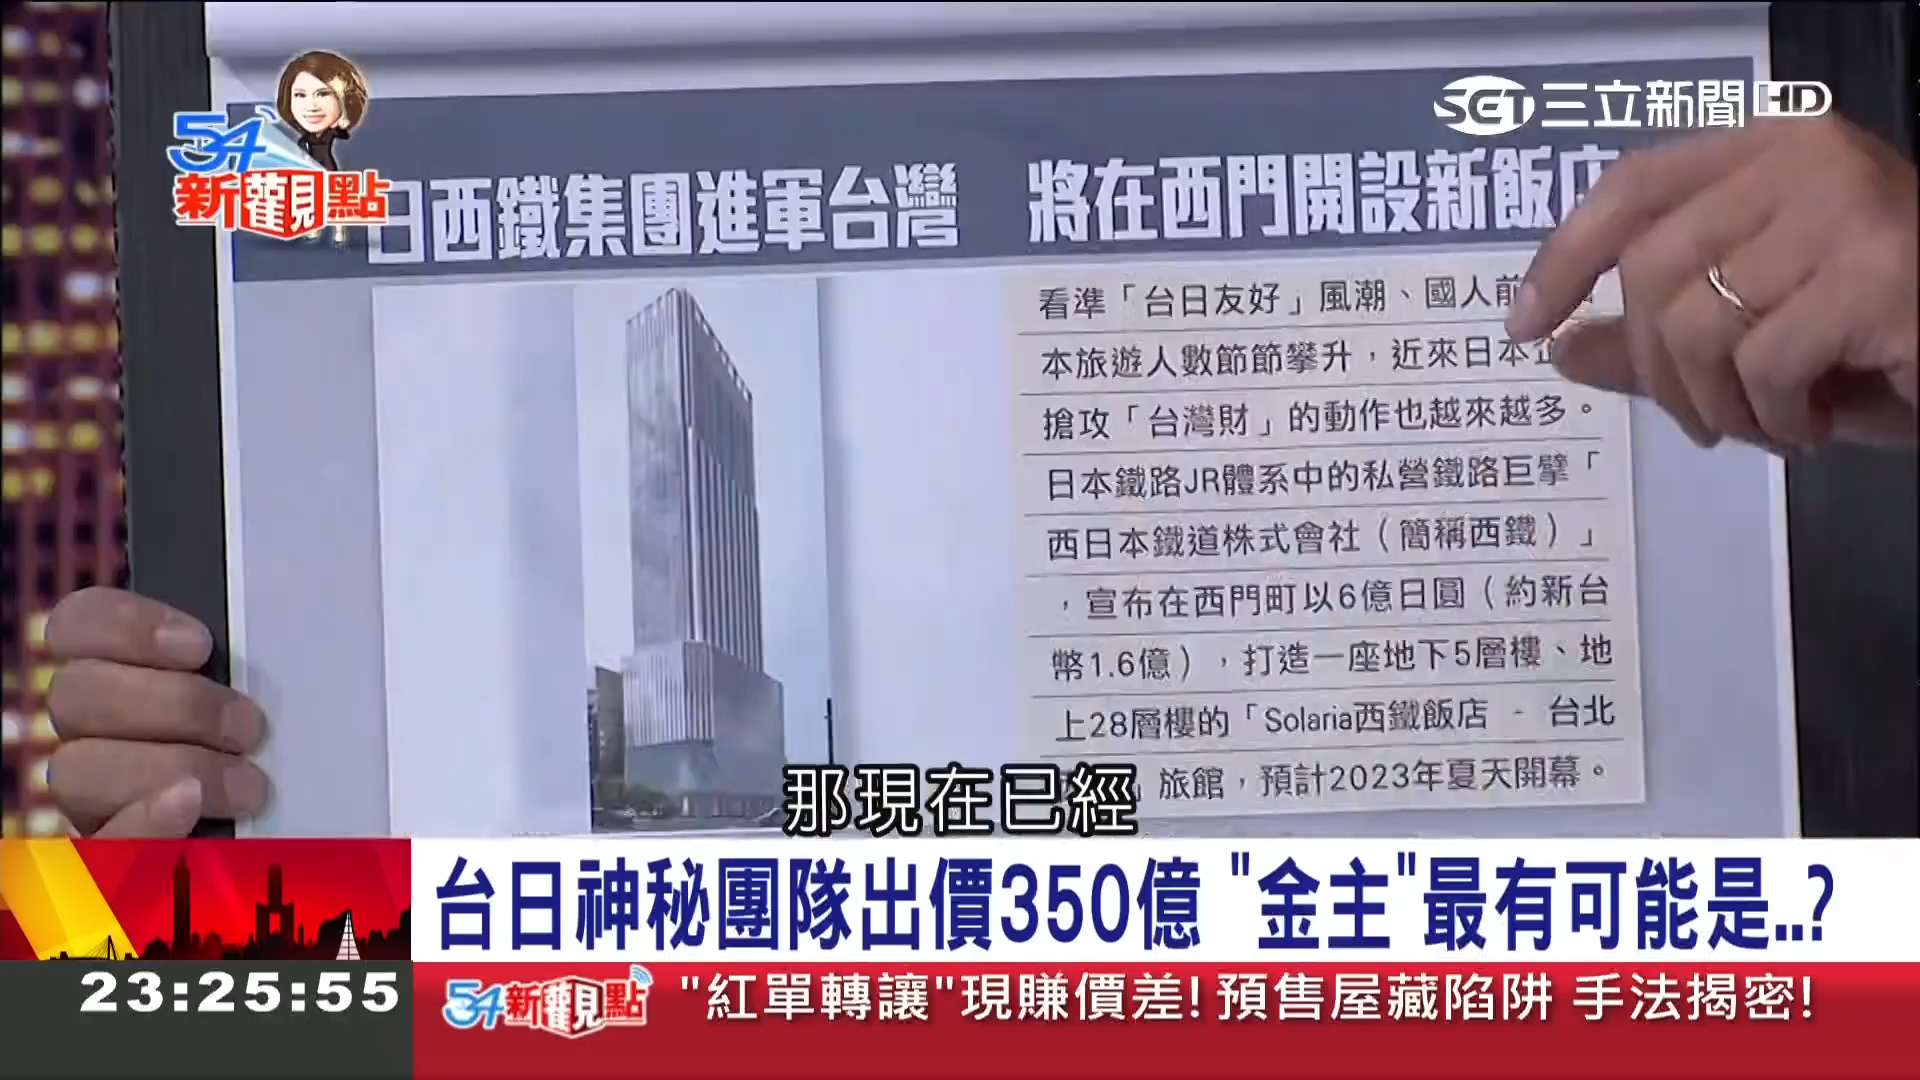 54新觀點
SET三立新聞HD
日西鐵集團進軍台灣 將在西門開設新飯店
看準「台日友好」風潮、國人前
本旅遊人數節節攀升，近來日本企
搶攻「台灣財」的動作也越來越多。
日本鐵路JR體系中的私營鐵路巨擘「
西日本鐵道株式會社（簡稱西鐵）」
，宣布在西門町以6億日圓（約新台
幣1.6億），打造一座地下5層樓、地
上28層樓的「Solaria西鐵飯店 - 台北
」旅館，預計2023年夏天開幕。
那現在已經
台日神秘團隊出價350億 "金主"最有可能是..?
23:25:55
54新觀點 "紅單轉讓"現賺價差! 預售屋藏陷阱 手法揭密!